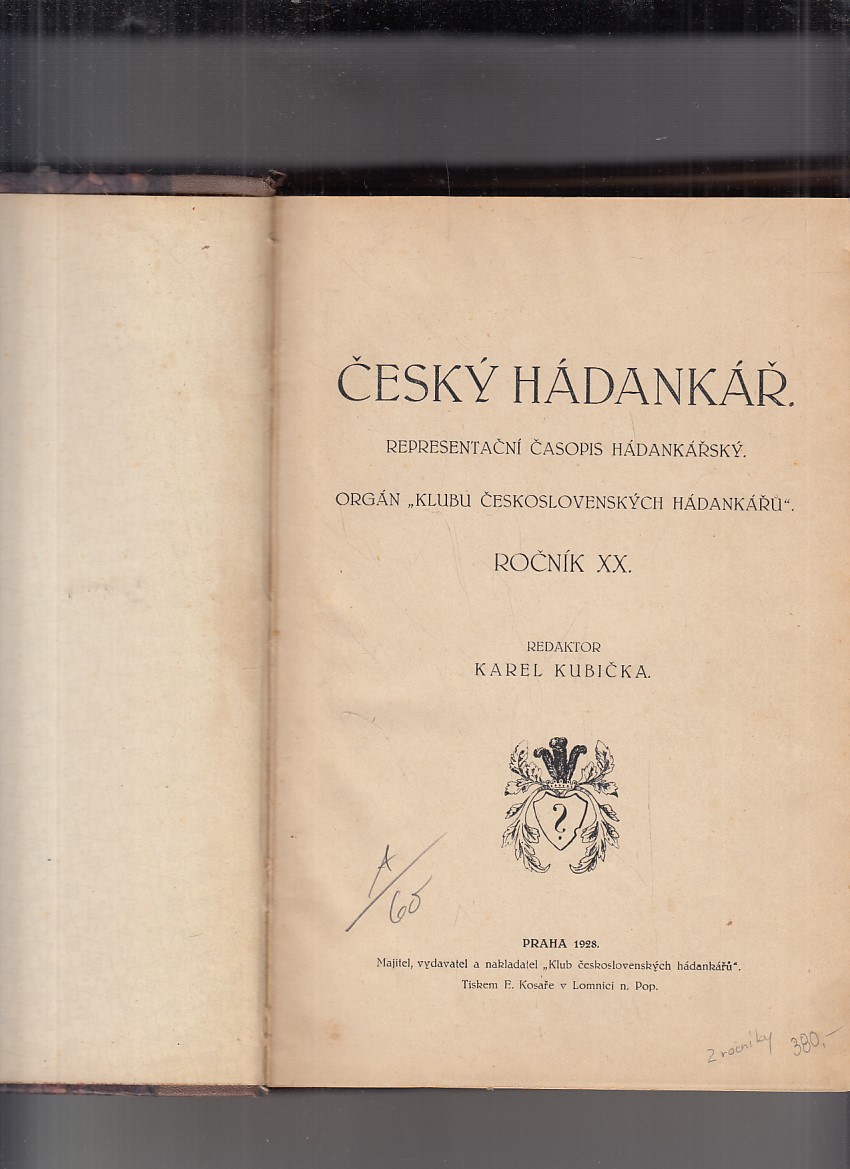 ČESKÝ HÁDANKÁŘ.
REPRESENTAČNÍ ČASOPIS HÁDANKÁŘSKÝ.
ORGÁN „KLUBU ČESKOSLOVENSKÝCH HÁDANKÁŘŮ“.
ROČNÍK XX.
REDAKTOR
KAREL KUBIČKA.
?
A/60
PRAHA 1928.
Majitel, vydavatel a nakladatel „Klub československých hádankářů“.
Tiskem E. Kosaře v Lomnici n. Pop.
2 ročníky 380,-